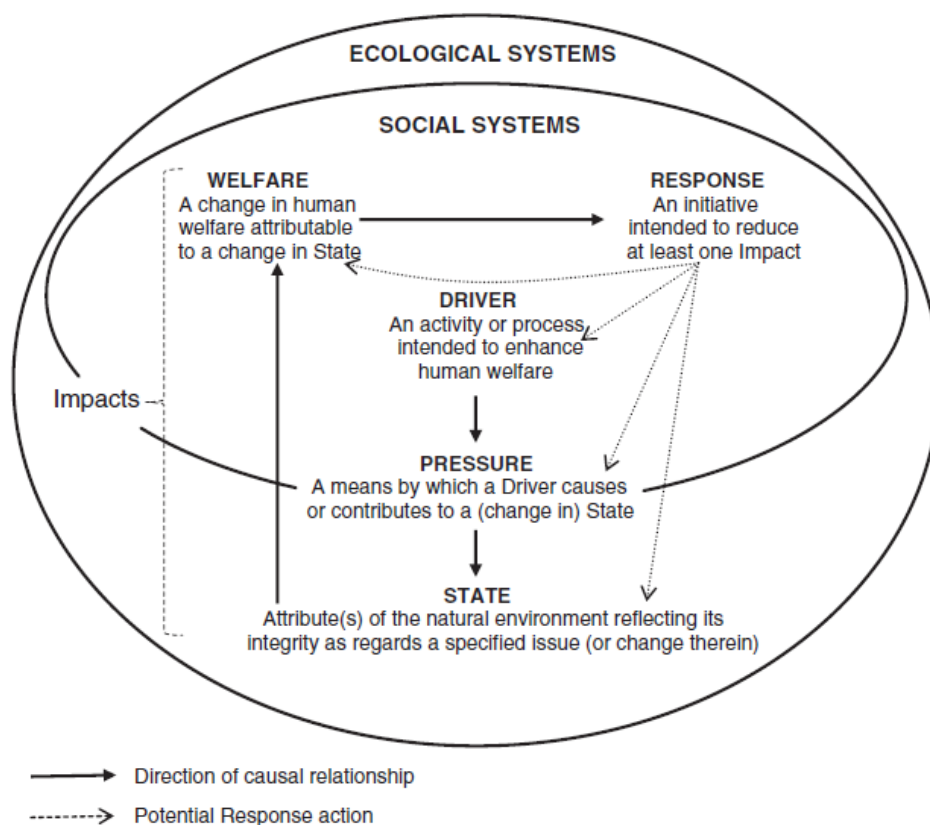 ECOLOGICAL SYSTEMS
SOCIAL SYSTEMS
WELFARE
A change in human
welfare attributable
to a change in State
RESPONSE
An initiative
intended to reduce
at least one Impact
DRIVER
An activity or process
intended to enhance
human welfare
Impacts
PRESSURE
A means by which a Driver causes
or contributes to a (change in) State
STATE
Attribute(s) of the natural environment reflecting its
integrity as regards a specified issue (or change therein)
Direction of causal relationship
Potential Response action